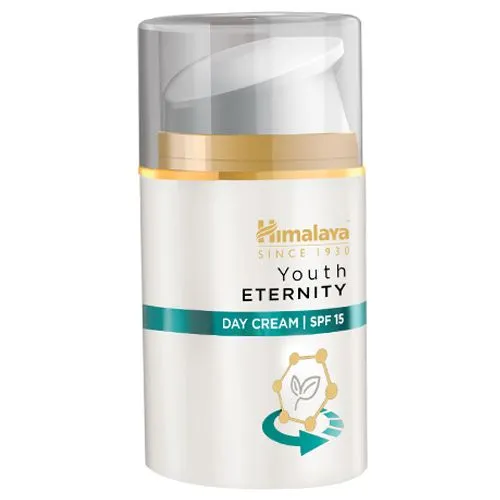 Himalaya
SINCE 1930
Youth
ETERNITY
DAY CREAM | SPF 15